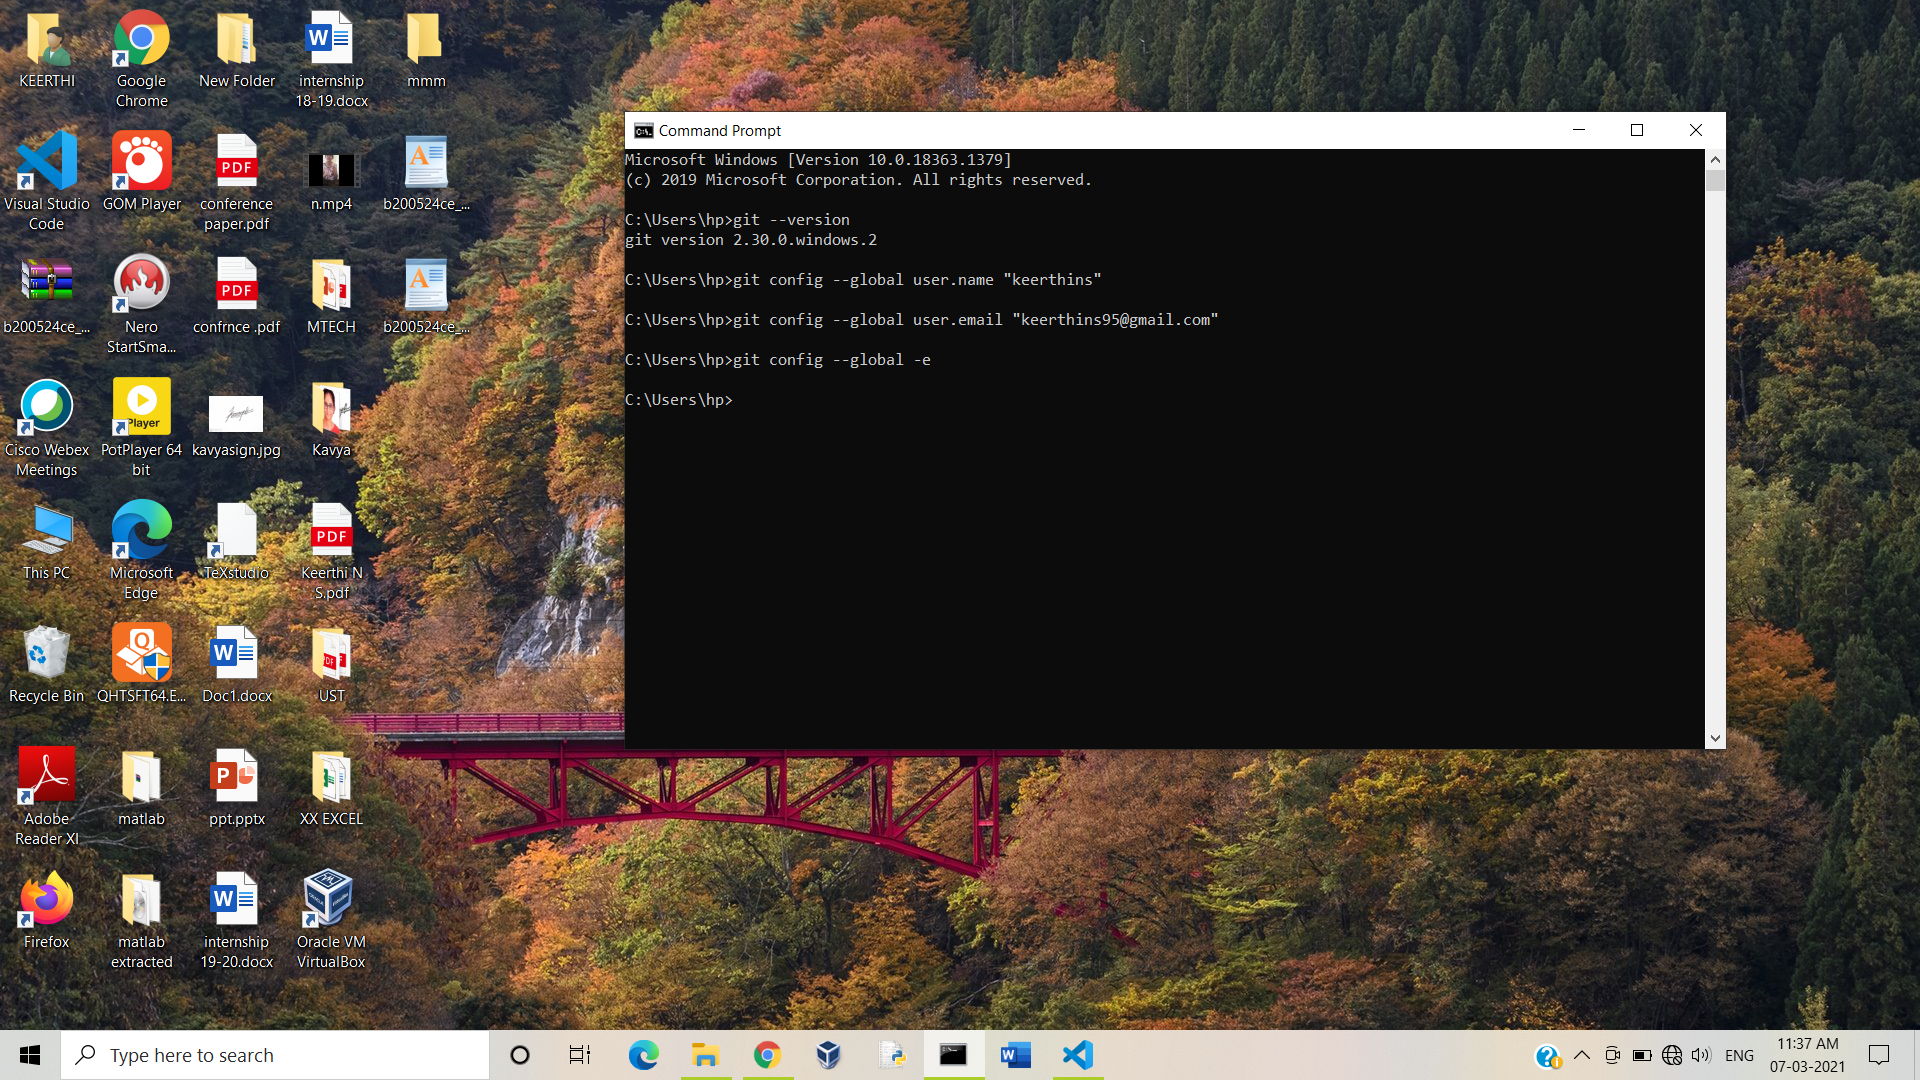 KEERTHI
Google
Chrome
New Folder
internship
18-19.docx
mmm
Visual Studio
Code
GOM Player
PDF
conference
paper.pdf
n.mp4
b200524ce_...
b200524ce_...
Nero
StartSma...
PDF
confrnce .pdf
MTECH
b200524ce_...
Cisco Webex
Meetings
Player
PotPlayer 64
bit
kavyasign.jpg
Kavya
This PC
Microsoft
Edge
TeXstudio
PDF
Keerthi N
S.pdf
Recycle Bin
QHTSFT64.E...
Doc1.docx
UST
Adobe
Reader XI
matlab
ppt.pptx
XX EXCEL
Firefox
matlab
extracted
internship
19-20.docx
Oracle VM
VirtualBox
Command Prompt
Microsoft Windows [Version 10.0.18363.1379]
(c) 2019 Microsoft Corporation. All rights reserved.
C:\Users\hp>git --version
git version 2.30.0.windows.2
C:\Users\hp>git config --global user.name "keerthins"
C:\Users\hp>git config --global user.email "keerthins95@gmail.com"
C:\Users\hp>git config --global -e
C:\Users\hp>
Type here to search
ENG
11:37 AM
07-03-2021